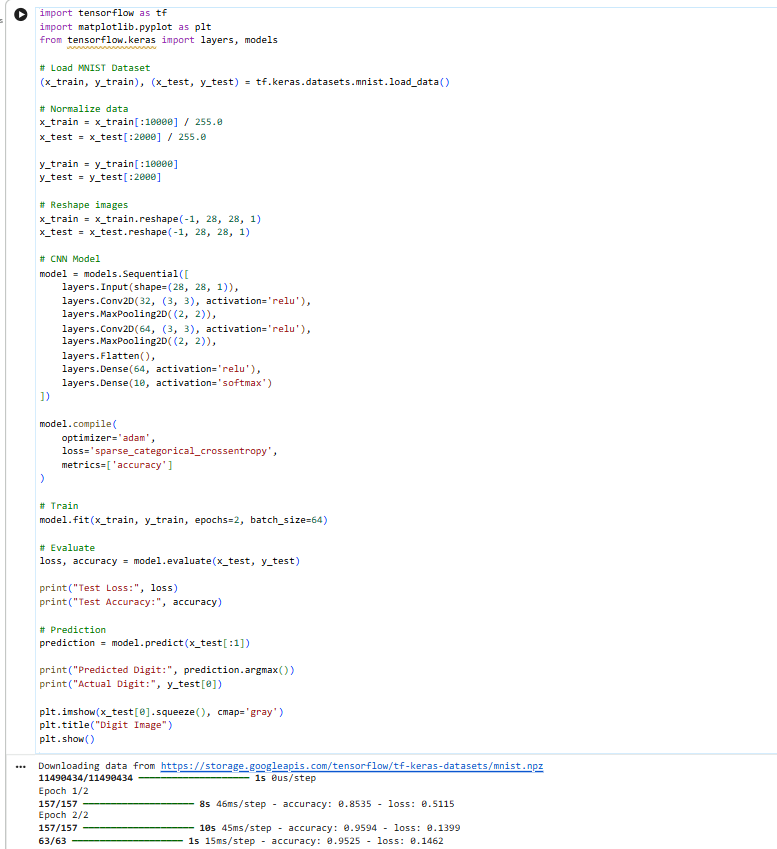 import tensorflow as tf
import matplotlib.pyplot as plt
from tensorflow.keras import layers, models
# Load MNIST Dataset
(x_train, y_train), (x_test, y_test) = tf.keras.datasets.mnist.load_data()
# Normalize data
x_train = x_train[:10000] / 255.0
x_test = x_test[:2000] / 255.0
y_train = y_train[:10000]
y_test = y_test[:2000]
# Reshape images
x_train = x_train.reshape(-1, 28, 28, 1)
x_test = x_test.reshape(-1, 28, 28, 1)
# CNN Model
model = models.Sequential([
    layers.Input(shape=(28, 28, 1)),
    layers.Conv2D(32, (3, 3), activation='relu'),
    layers.MaxPooling2D((2, 2)),
    layers.Conv2D(64, (3, 3), activation='relu'),
    layers.MaxPooling2D((2, 2)),
    layers.Flatten(),
    layers.Dense(64, activation='relu'),
    layers.Dense(10, activation='softmax')
])
model.compile(
    optimizer='adam',
    loss='sparse_categorical_crossentropy',
    metrics=['accuracy']
)
# Train
model.fit(x_train, y_train, epochs=2, batch_size=64)
# Evaluate
loss, accuracy = model.evaluate(x_test, y_test)
print("Test Loss:", loss)
print("Test Accuracy:", accuracy)
# Prediction
prediction = model.predict(x_test[:1])
print("Predicted Digit:", prediction.argmax())
print("Actual Digit:", y_test[0])
plt.imshow(x_test[0].squeeze(), cmap='gray')
plt.title("Digit Image")
plt.show()
Downloading data from https://storage.googleapis.com/tensorflow/tf-keras-datasets/mnist.npz
11490434/11490434 ━━━━━━━━━━━━━━━━━━━━ 1s 0us/step
Epoch 1/2
157/157 ━━━━━━━━━━━━━━━━━━━━ 8s 46ms/step - accuracy: 0.8535 - loss: 0.5115
Epoch 2/2
157/157 ━━━━━━━━━━━━━━━━━━━━ 10s 45ms/step - accuracy: 0.9594 - loss: 0.1399
63/63 ━━━━━━━━━━━━━━━━━━━━ 1s 15ms/step - accuracy: 0.9525 - loss: 0.1462